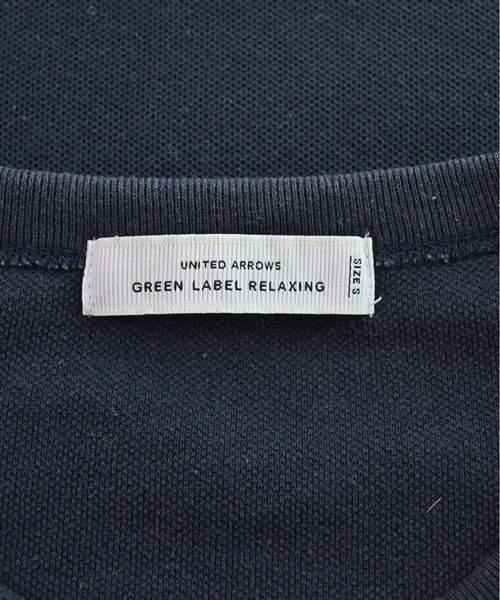 UNITED ARROWS
GREEN LABEL RELAXING
SIZE S